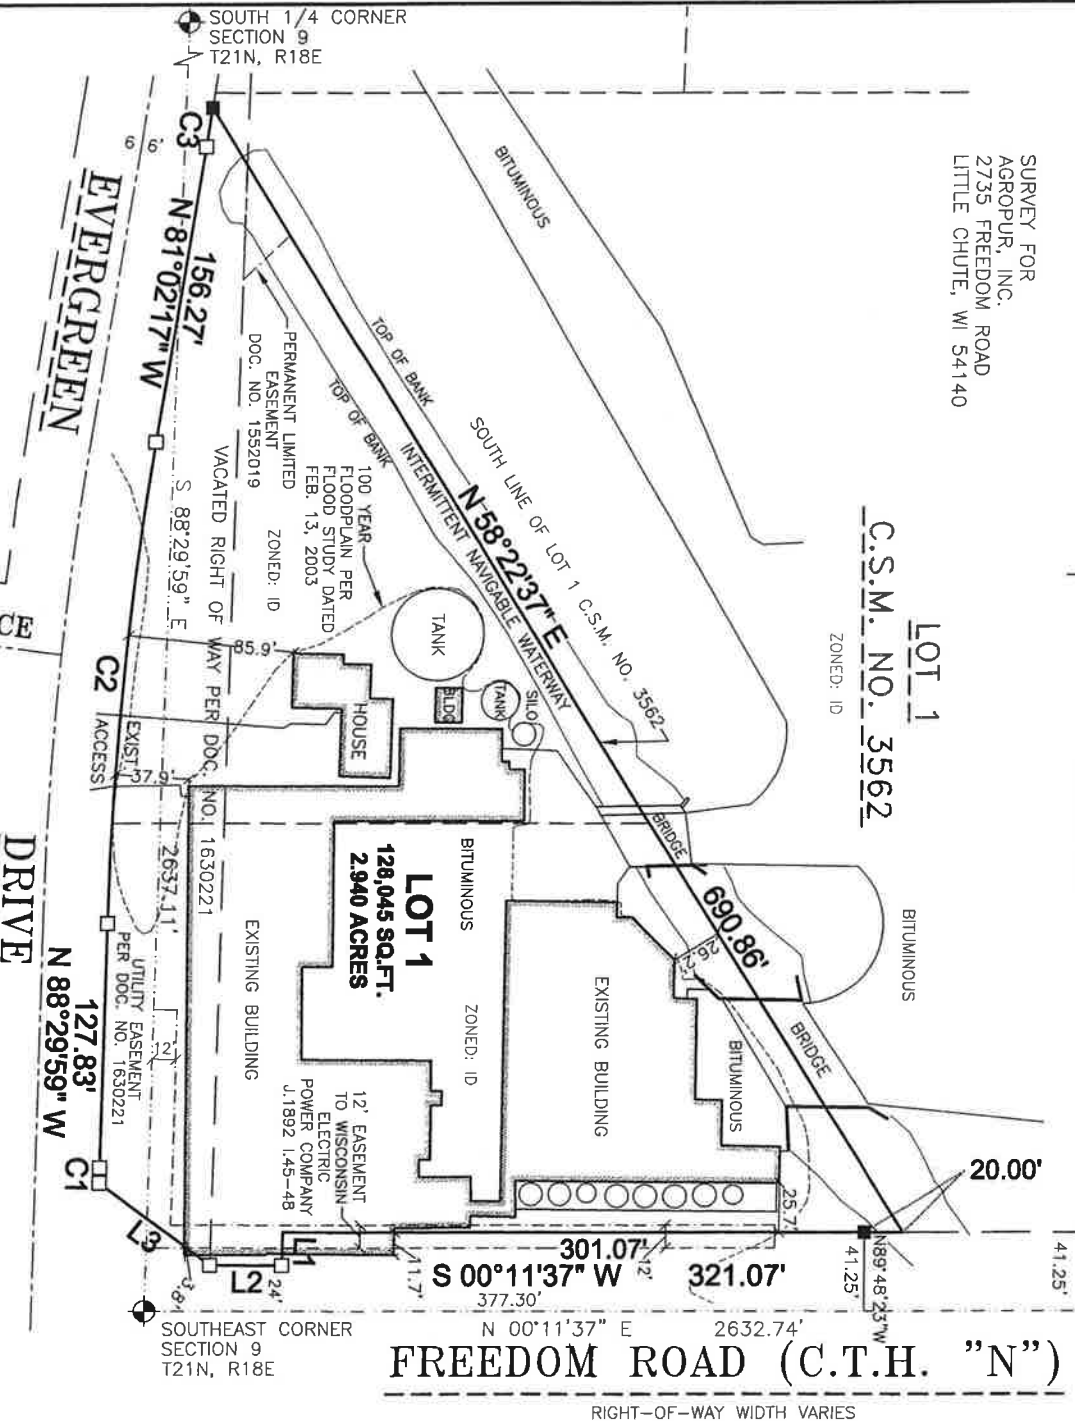 SOUTH 1/4 CORNER
SECTION 9
T21N, R18E
SURVEY FOR
AGROPUR, INC.
2735 FREEDOM ROAD
LITTLE CHUTE, WI 54140
BITUMINOUS
C3
6 6'
EVERGREEN
DRIVE
156.27'
N 81°02'17" W
PERMANENT LIMITED
EASEMENT
DOC. NO. 1552019
ZONED: ID
TOP OF BANK
TOP OF BANK
SOUTH LINE OF LOT 1 C.S.M. NO. 3562
N 58°22'37" E
INTERMITTENT NAVIGABLE WATERWAY
690.86'
100 YEAR
FLOODPLAIN PER
FLOOD STUDY DATED
FEB. 13, 2003
VACATED RIGHT OF WAY PER DOC. NO. 1630221
S 88°29'59" E
2637.11'
LOT 1
C.S.M. NO. 3562
ZONED: ID
TANK
BLDG
TANK
SILO
HOUSE
85.9'
37.9'
CE
C2
EXIST.
ACCESS
BRIDGE
BITUMINOUS
26.2'
BRIDGE
BITUMINOUS
LOT 1
128,045 SQ.FT.
2.940 ACRES
BITUMINOUS
ZONED: ID
EXISTING BUILDING
EXISTING BUILDING
12' EASEMENT
TO WISCONSIN
ELECTRIC
POWER COMPANY
J.1892 I.45-48
UTILITY EASEMENT
PER DOC. NO. 1630221
12'
127.83'
N 88°29'59" W
C1
L3
L2
L1
3.8'
24'
11.7'
12'
25.7'
20.00'
301.07'
S 00°11'37" W
321.07'
377.30'
N89°48'23"W
41.25'
41.25'
N 00°11'37" E
2632.74'
SOUTHEAST CORNER
SECTION 9
T21N, R18E
FREEDOM ROAD (C.T.H. "N")
RIGHT-OF-WAY WIDTH VARIES